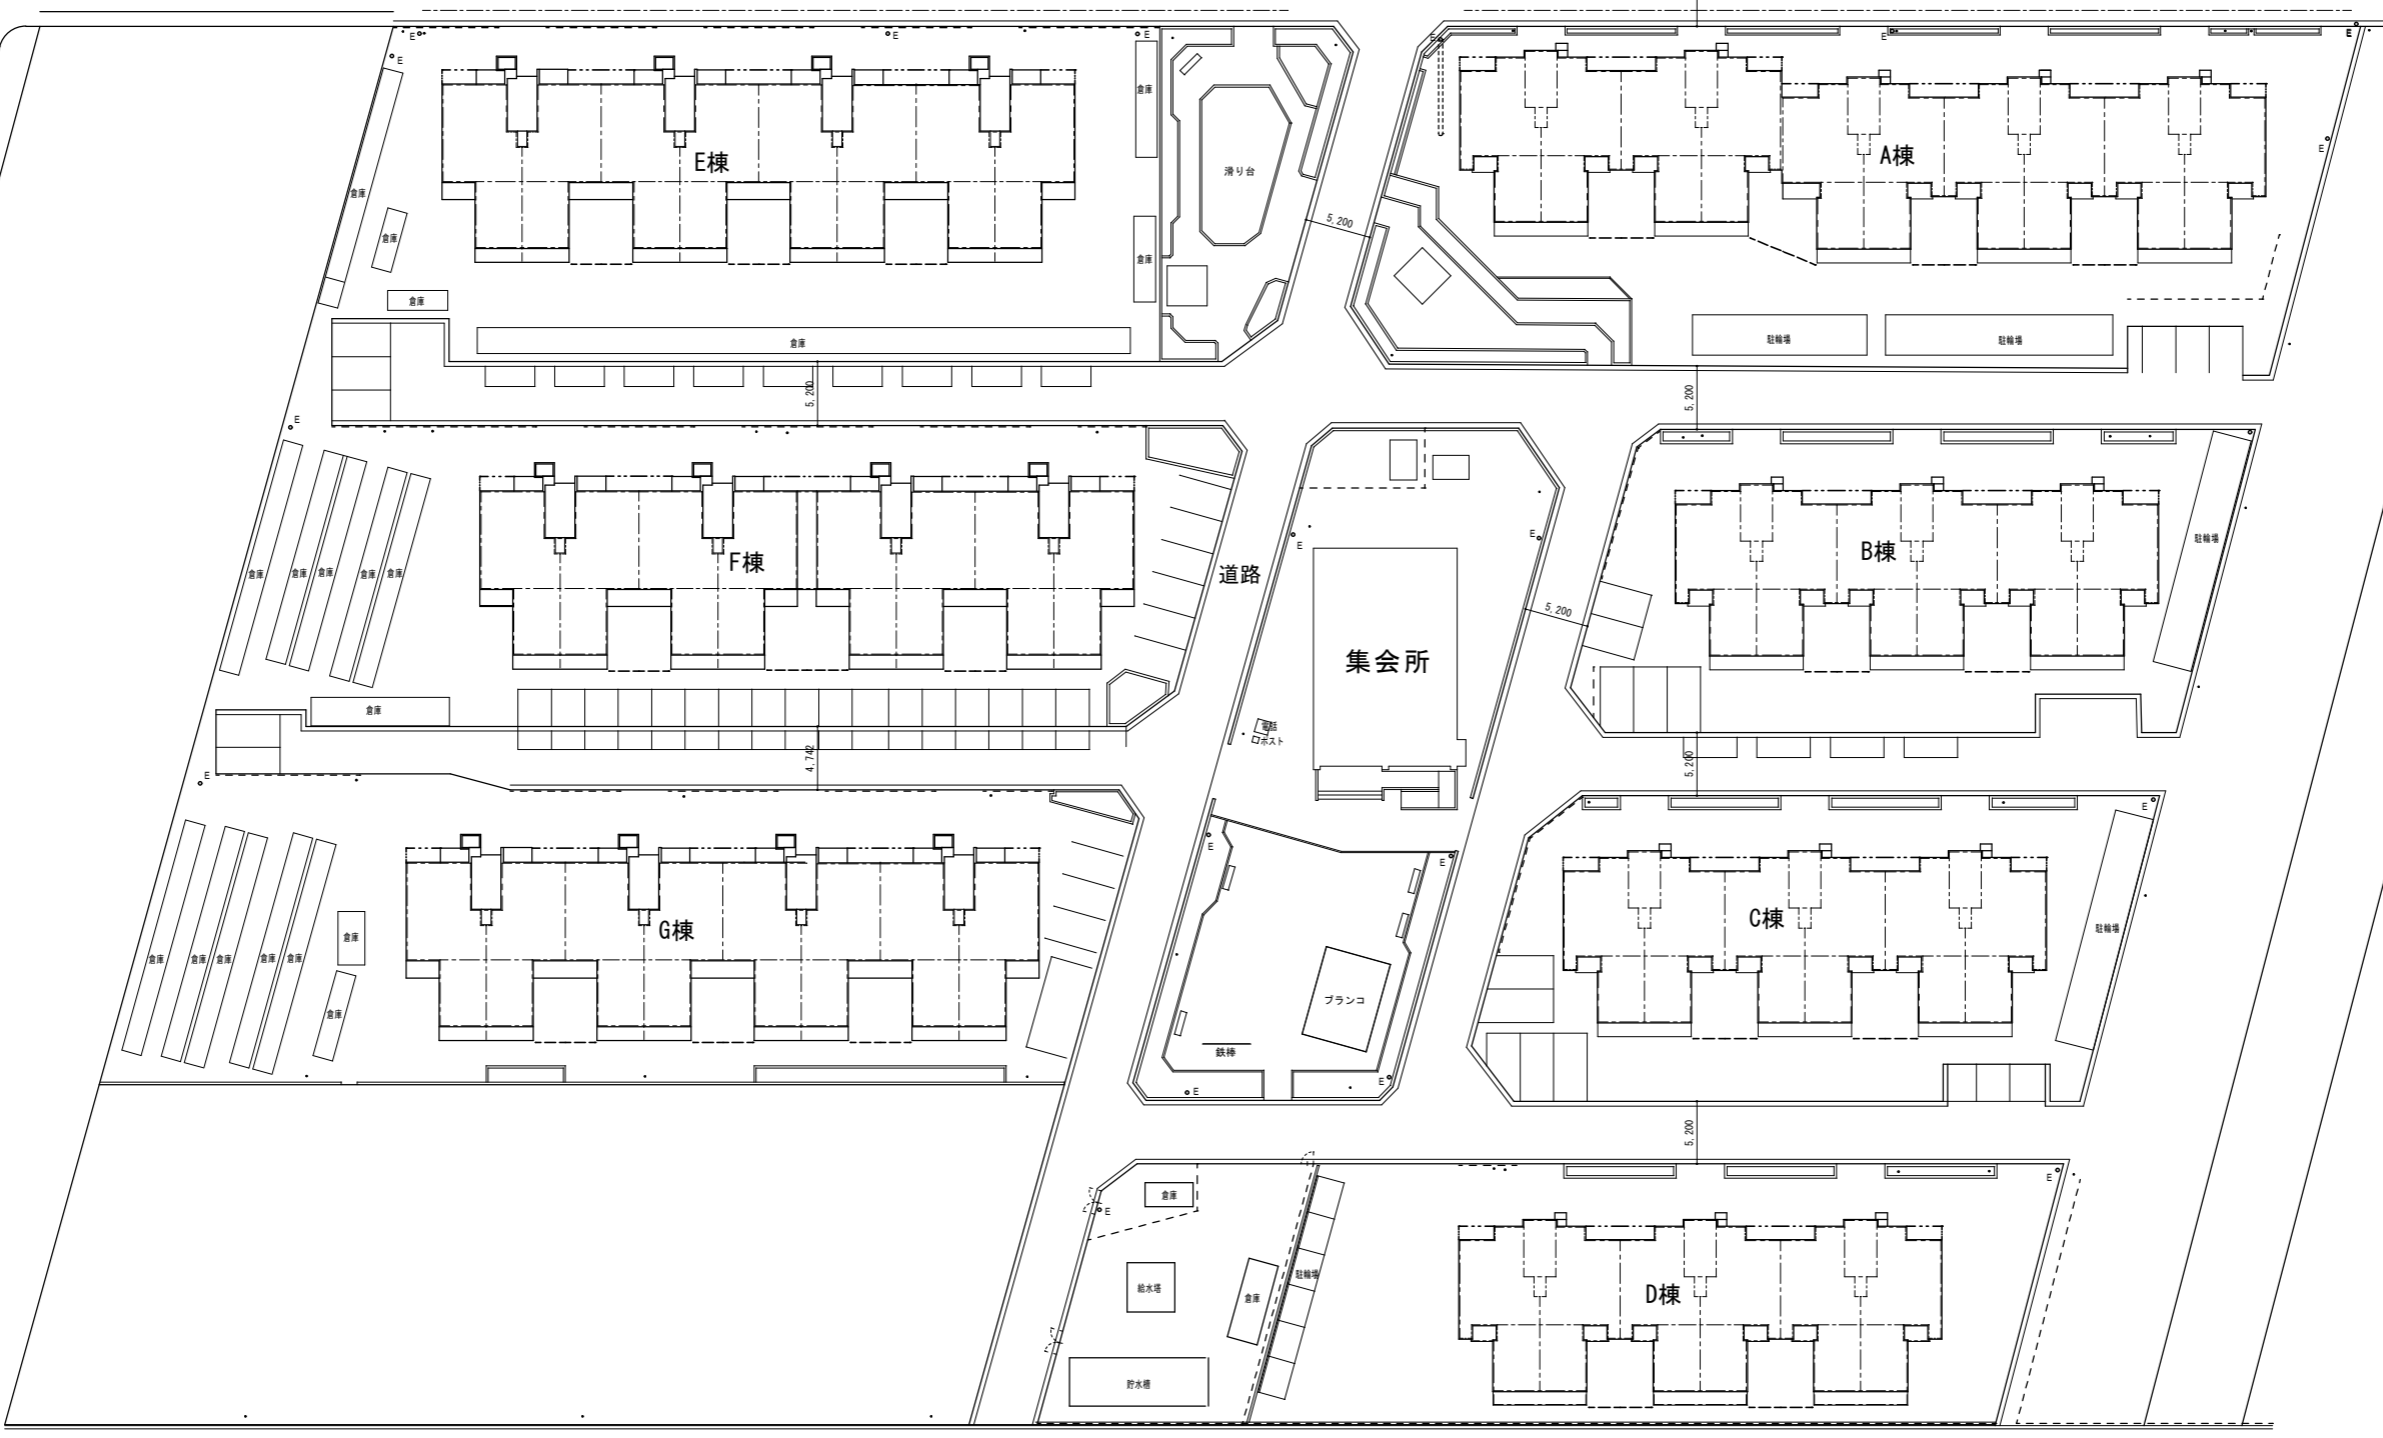 E
E
E
E
E
E
E
E
倉庫
E棟
倉庫
倉庫
滑り台
A棟
E
倉庫
倉庫
倉庫
5,200
倉庫
駐輪場
駐輪場
5,200
5,200
E
E
E
倉庫
倉庫
倉庫
倉庫
倉庫
F棟
道路
B棟
駐輪場
5,200
集会所
倉庫
電話
ポスト
4,742
5,200
E
E
E
E
倉庫
倉庫
倉庫
倉庫
倉庫
倉庫
倉庫
G棟
C棟
駐輪場
ブランコ
鉄棒
E
E
5,200
E
E
倉庫
給水塔
倉庫
駐輪場
D棟
貯水槽